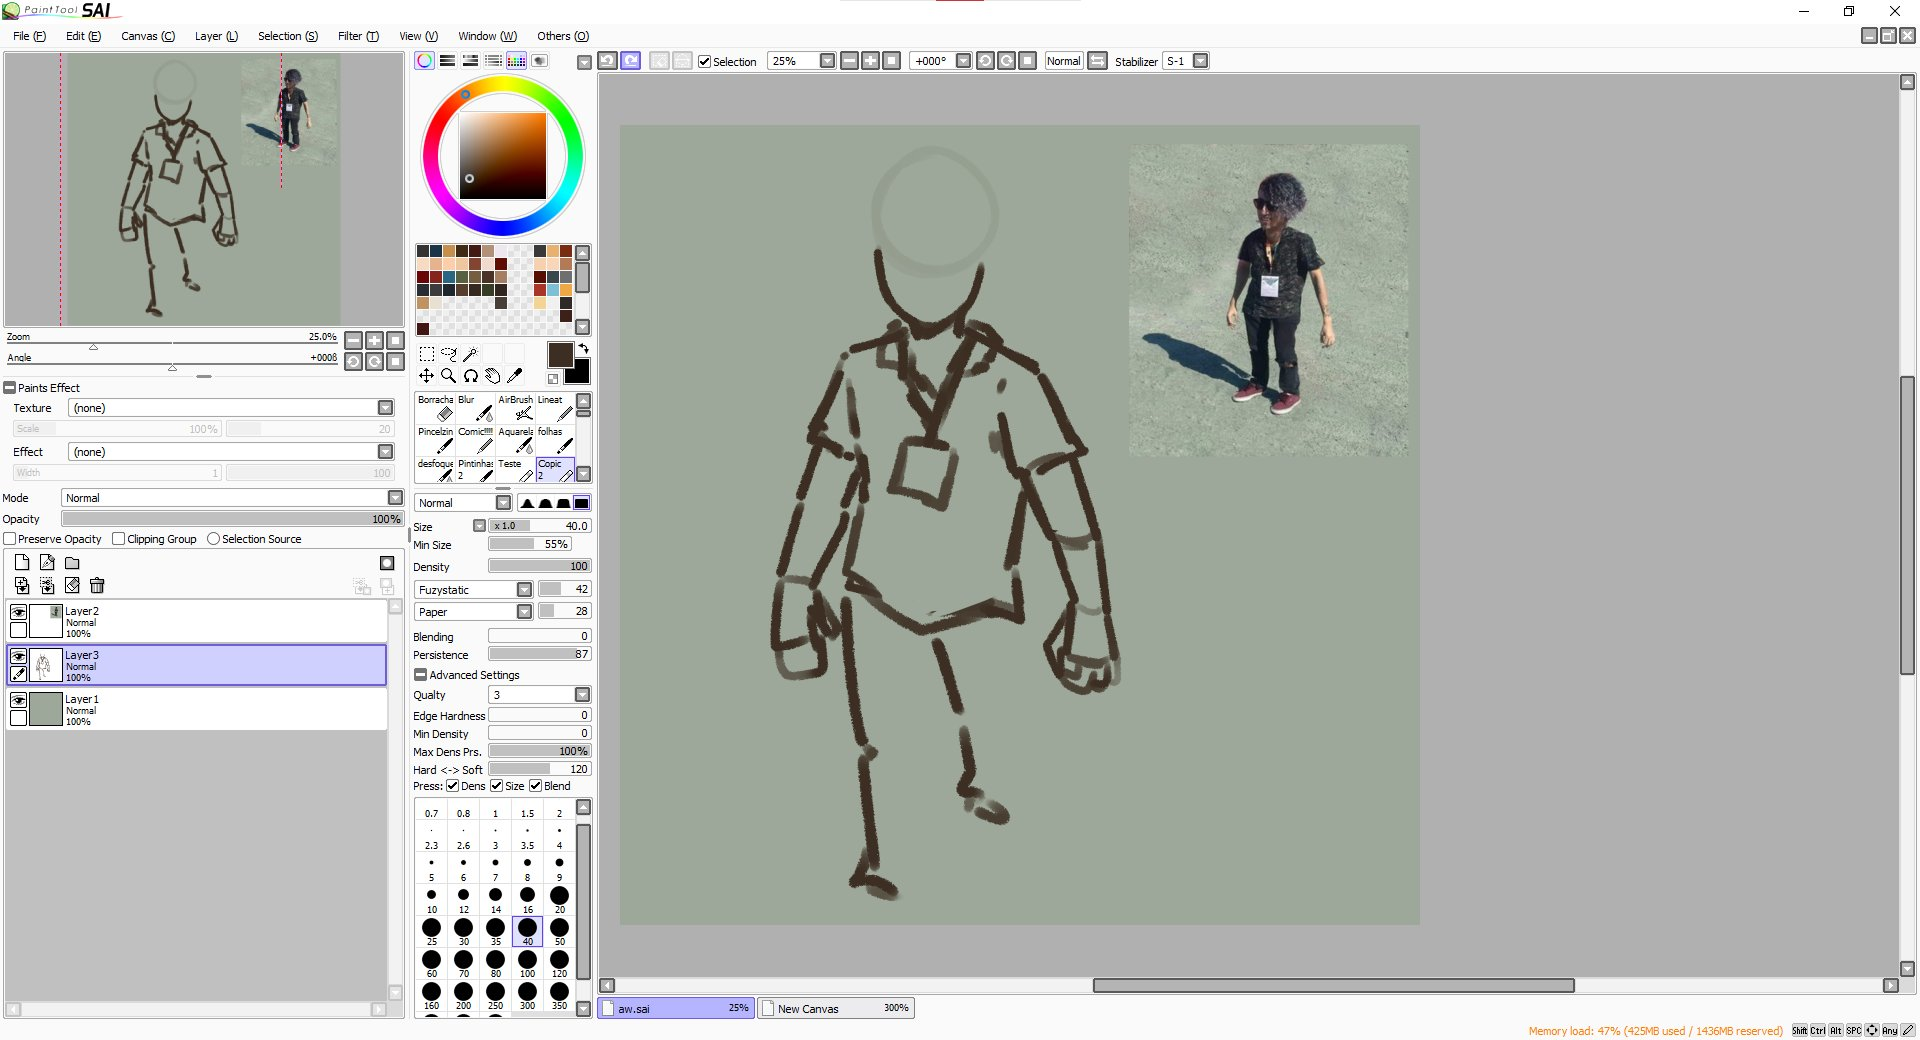 PaintTool SAI
File (F) Edit (E) Canvas (C) Layer (L) Selection (S) Filter (T) View (V) Window (W) Others (O)
Selection 25% +000° Normal Stabilizer S-1
Zoom 25.0%
Angle +000ß
Paints Effect
Texture (none)
Scale 100% 20
Effect (none)
Width 1 100
Mode Normal
Opacity 100%
Preserve Opacity Clipping Group Selection Source
Layer2
Normal
100%
Layer3
Normal
100%
Layer1
Normal
100%
Borracha Blur AirBrush Lineat
Pincelzin Comic!!!! Aquarela folhas
desfoque Pintinhas Teste Copic
2 2
Normal
Size x 1.0 40.0
Min Size 55%
Density 100
Fuzystatic 42
Paper 28
Blending 0
Persistence 87
Advanced Settings
Qualty 3
Edge Hardness 0
Min Density 0
Max Dens Prs. 100%
Hard <-> Soft 120
Press: Dens Size Blend
0.7 0.8 1 1.5 2
2.3 2.6 3 3.5 4
5 6 7 8 9
10 12 14 16 20
25 30 35 40 50
60 70 80 100 120
160 200 250 300 350
aw.sai 25% New Canvas 300%
Memory load: 47% (425MB used / 1436MB reserved) Shift Ctrl Alt SPC Any